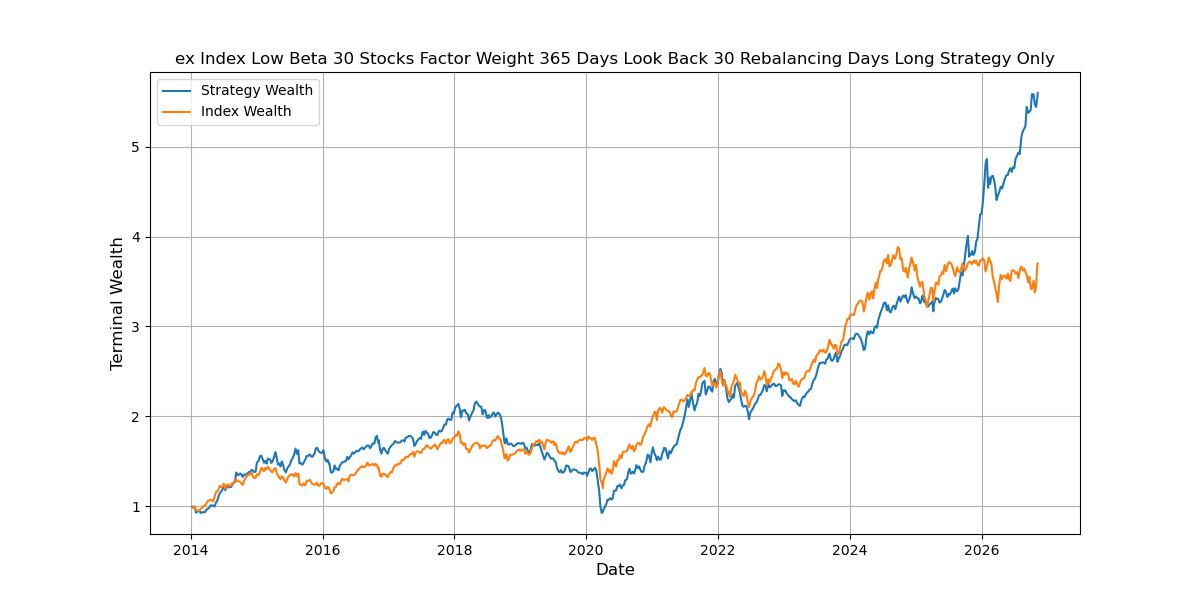 ex Index Low Beta 30 Stocks Factor Weight 365 Days Look Back 30 Rebalancing Days Long Strategy Only
Strategy Wealth
Index Wealth
5
4
3
2
1
Terminal Wealth
2014 2016 2018 2020 2022 2024 2026
Date